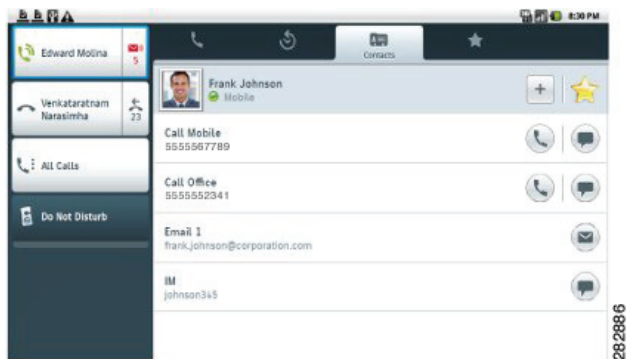 8:30 PM
Edward Molina
5
Venkataratnam
Narasimha
23
All Calls
Do Not Disturb
Contacts
Frank Johnson
Mobile
Call Mobile
5555567789
Call Office
5555552341
Email 1
frank.johnson@corporation.com
IM
johnson345
282886